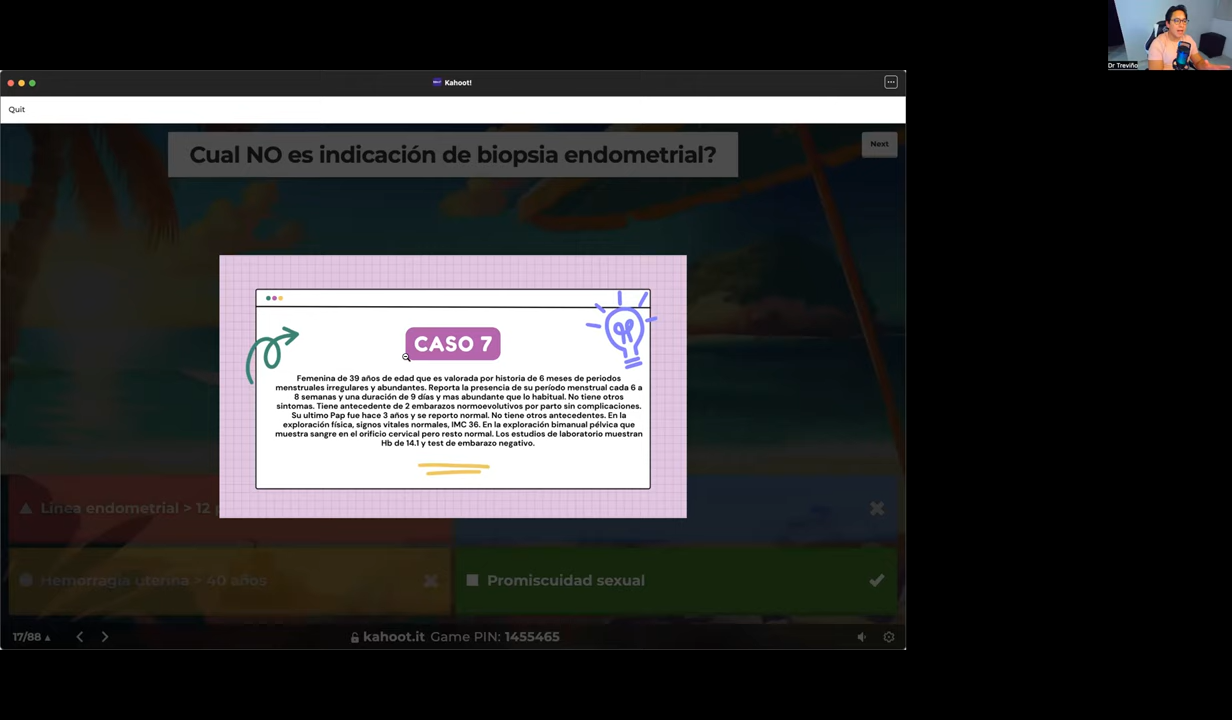 Dr Treviño
Kahoot!
Quit
Cual NO es indicación de biopsia endometrial?
Next
CASO 7
Femenina de 39 años de edad que es valorada por historia de 6 meses de periodos
menstruales irregulares y abundantes. Reporta la presencia de su período menstrual cada 6 a
8 semanas y una duración de 9 días y mas abundante que lo habitual. No tiene otros
sintomas. Tiene antecedente de 2 embarazos normoevolutivos por parto sin complicaciones.
Su ultimo Pap fue hace 3 años y se reporto normal. No tiene otros antecedentes. En la
exploración física, signos vitales normales, IMC 36. En la exploración bimanual pélvica que
muestra sangre en el orificio cervical pero resto normal. Los estudios de laboratorio muestran
Hb de 14.1 y test de embarazo negativo.
Línea endometrial > 12
Hemorragia uterina > 40 años
Promiscuidad sexual
17/88
kahoot.it Game PIN: 1455465